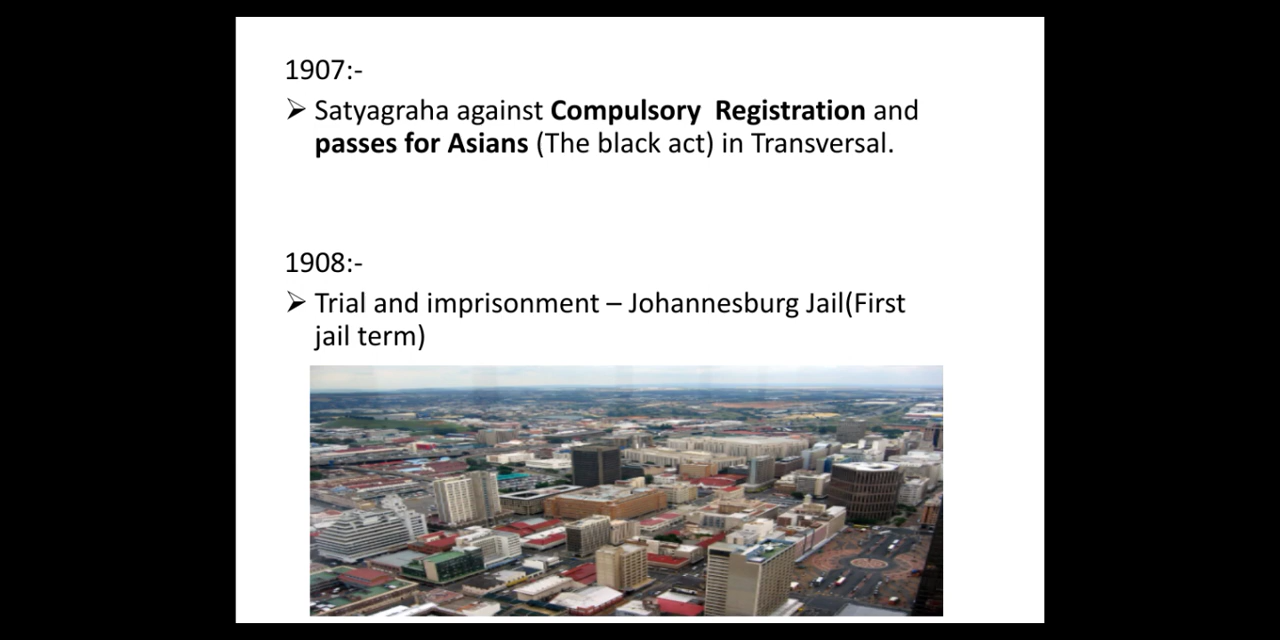 1907:-
➢ Satyagraha against Compulsory  Registration and
passes for Asians (The black act) in Transversal.
1908:-
➢ Trial and imprisonment – Johannesburg Jail(First
jail term)